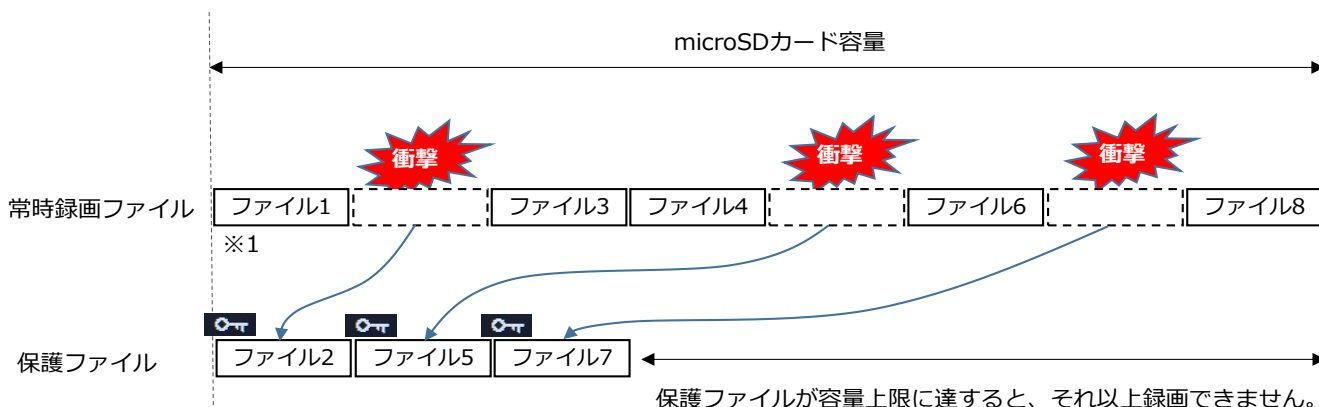 microSDカード容量
衝撃
衝撃
衝撃
常時録画ファイル
ファイル1
ファイル3
ファイル4
ファイル6
ファイル8
※1
保護ファイル
ファイル2
ファイル5
ファイル7
保護ファイルが容量上限に達すると、それ以上録画できません。